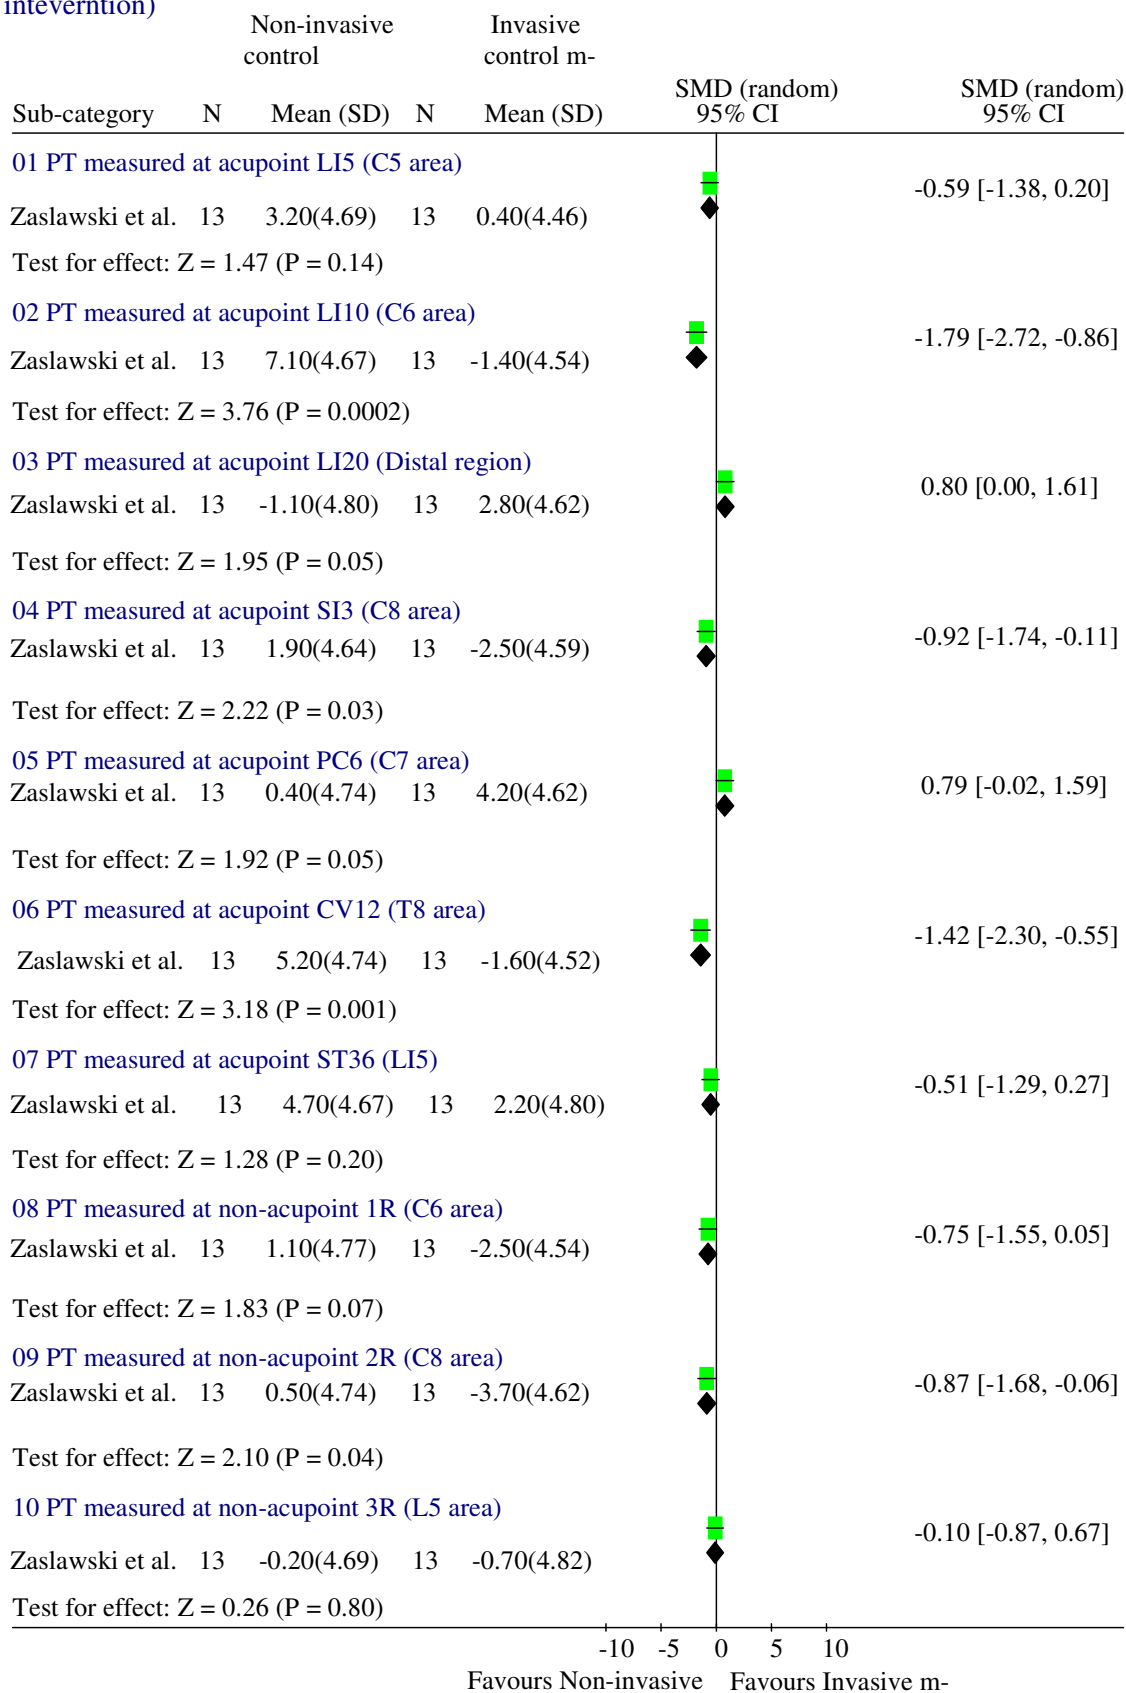 inteverntion)
Non-invasive Invasive
control control m-
SMD (random) SMD (random)
Sub-category N Mean (SD) N Mean (SD) 95% CI 95% CI
01 PT measured at acupoint LI5 (C5 area)
-0.59 [-1.38, 0.20]
Zaslawski et al. 13 3.20(4.69) 13 0.40(4.46)
Test for effect: Z = 1.47 (P = 0.14)
02 PT measured at acupoint LI10 (C6 area)
-1.79 [-2.72, -0.86]
Zaslawski et al. 13 7.10(4.67) 13 -1.40(4.54)
Test for effect: Z = 3.76 (P = 0.0002)
03 PT measured at acupoint LI20 (Distal region)
0.80 [0.00, 1.61]
Zaslawski et al. 13 -1.10(4.80) 13 2.80(4.62)
Test for effect: Z = 1.95 (P = 0.05)
04 PT measured at acupoint SI3 (C8 area)
-0.92 [-1.74, -0.11]
Zaslawski et al. 13 1.90(4.64) 13 -2.50(4.59)
Test for effect: Z = 2.22 (P = 0.03)
05 PT measured at acupoint PC6 (C7 area)
0.79 [-0.02, 1.59]
Zaslawski et al. 13 0.40(4.74) 13 4.20(4.62)
Test for effect: Z = 1.92 (P = 0.05)
06 PT measured at acupoint CV12 (T8 area)
-1.42 [-2.30, -0.55]
Zaslawski et al. 13 5.20(4.74) 13 -1.60(4.52)
Test for effect: Z = 3.18 (P = 0.001)
07 PT measured at acupoint ST36 (LI5)
-0.51 [-1.29, 0.27]
Zaslawski et al. 13 4.70(4.67) 13 2.20(4.80)
Test for effect: Z = 1.28 (P = 0.20)
08 PT measured at non-acupoint 1R (C6 area)
-0.75 [-1.55, 0.05]
Zaslawski et al. 13 1.10(4.77) 13 -2.50(4.54)
Test for effect: Z = 1.83 (P = 0.07)
09 PT measured at non-acupoint 2R (C8 area)
-0.87 [-1.68, -0.06]
Zaslawski et al. 13 0.50(4.74) 13 -3.70(4.62)
Test for effect: Z = 2.10 (P = 0.04)
10 PT measured at non-acupoint 3R (L5 area)
-0.10 [-0.87, 0.67]
Zaslawski et al. 13 -0.20(4.69) 13 -0.70(4.82)
Test for effect: Z = 0.26 (P = 0.80)
-10 -5 0 5 10
Favours Non-invasive Favours Invasive m-